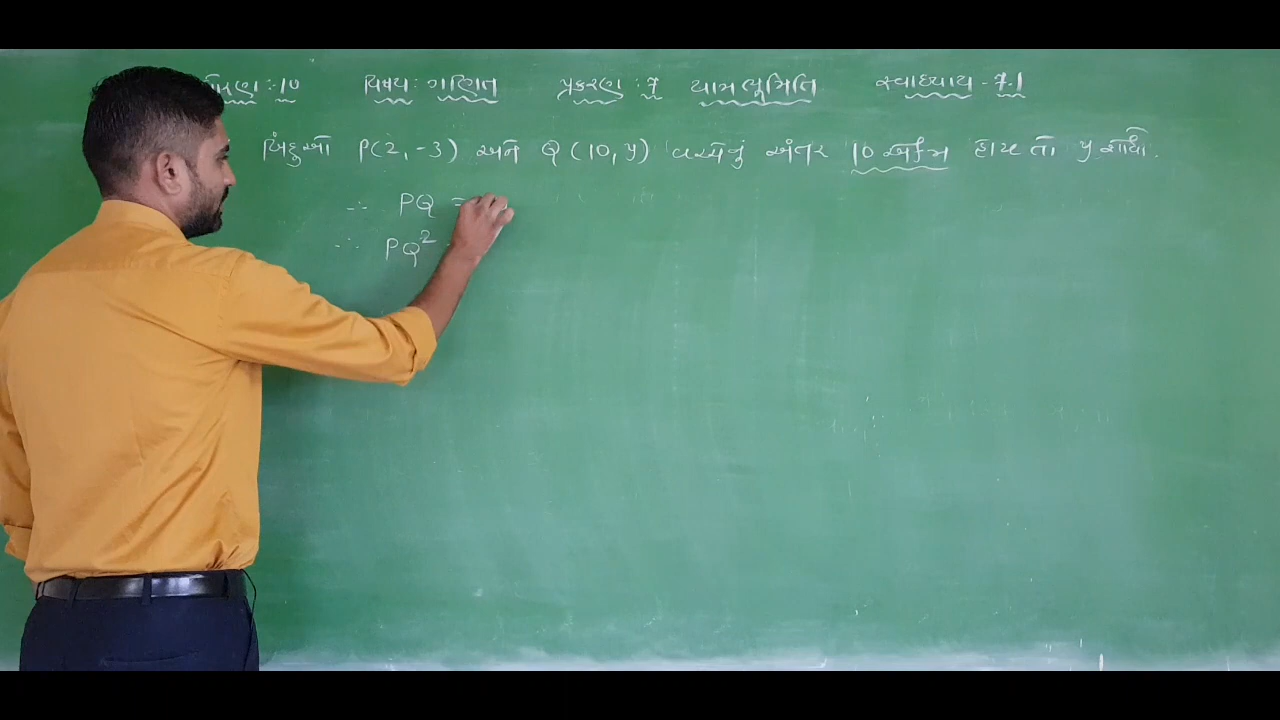 ધોરણ : 10 વિષય : ગણિત પ્રકરણ : 7 યામભૂમિતિ સ્વાધ્યાય - 7.1
બિંદુઓ P(2, -3) અને Q(10, y) વચ્ચેનું અંતર 10 એકમ હોય તો y શોધો.
∴ PQ =
∴ PQ²